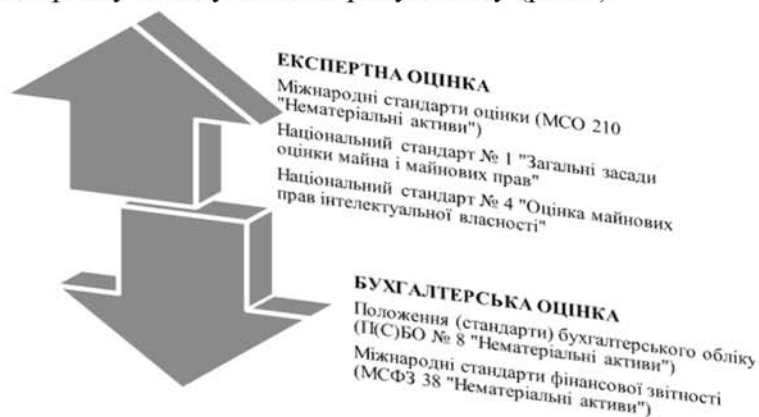 ЕКСПЕРТНА ОЦІНКА
Міжнародні стандарти оцінки (МСО 210
"Нематеріальні активи")
Національний стандарт № 1 "Загальні засади
оцінки майна і майнових прав"
Національний стандарт № 4 "Оцінка майнових
прав інтелектуальної власності"
БУХГАЛТЕРСЬКА ОЦІНКА
Положення (стандарти) бухгалтерського обліку
(П(С)БО № 8 "Нематеріальні активи")
Міжнародні стандарти фінансової звітності
(МСФЗ 38 "Нематеріальні активи")